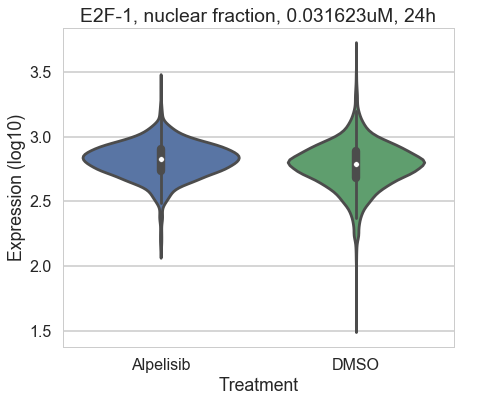 E2F-1, nuclear fraction, 0.031623uM, 24h
Expression (log10)
3.5
3.0
2.5
2.0
1.5
Alpelisib DMSO
Treatment